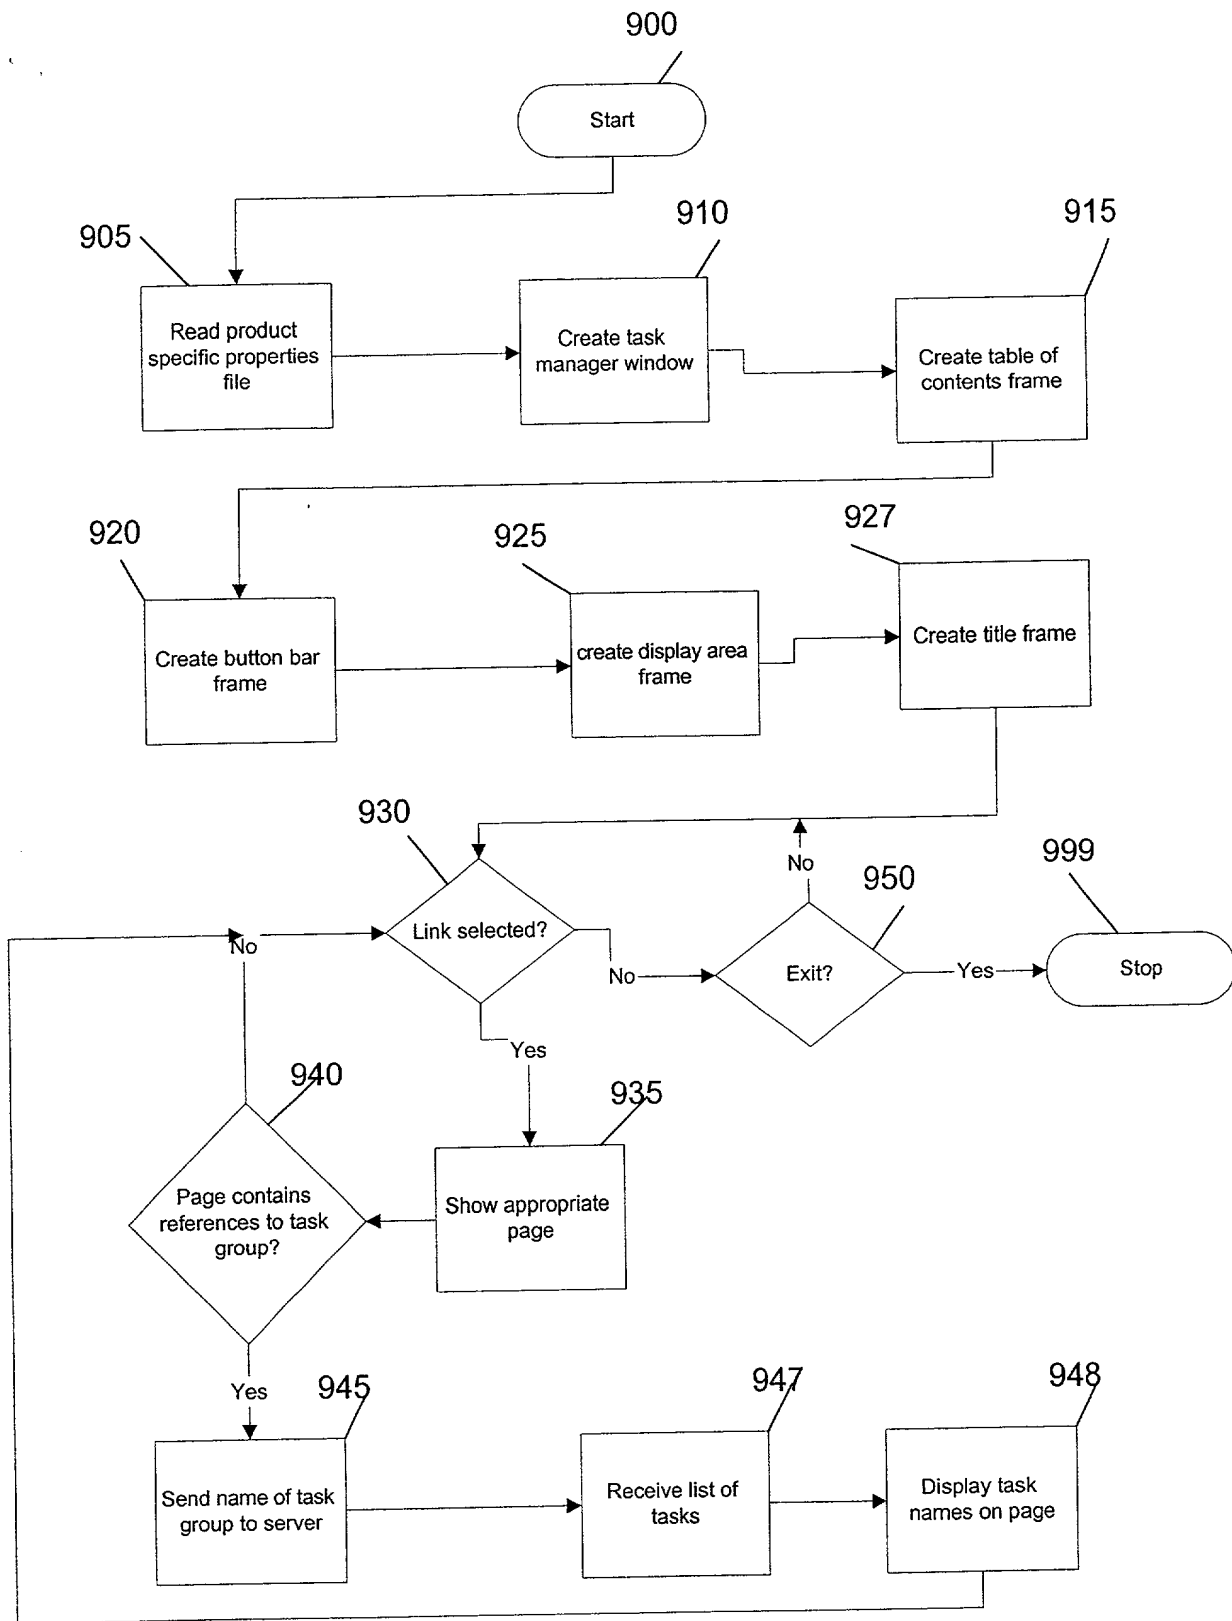 900
Start
905
910
915
Read product
specific properties
file
Create task
manager window
Create table of
contents frame
920
925
927
Create button bar
frame
create display area
frame
Create title frame
930
No
950
999
Link selected?
No
Exit?
Yes
Stop
No
Yes
940
935
Page contains
references to task
group?
Show appropriate
page
Yes
945
947
948
Send name of task
group to server
Receive list of
tasks
Display task
names on page